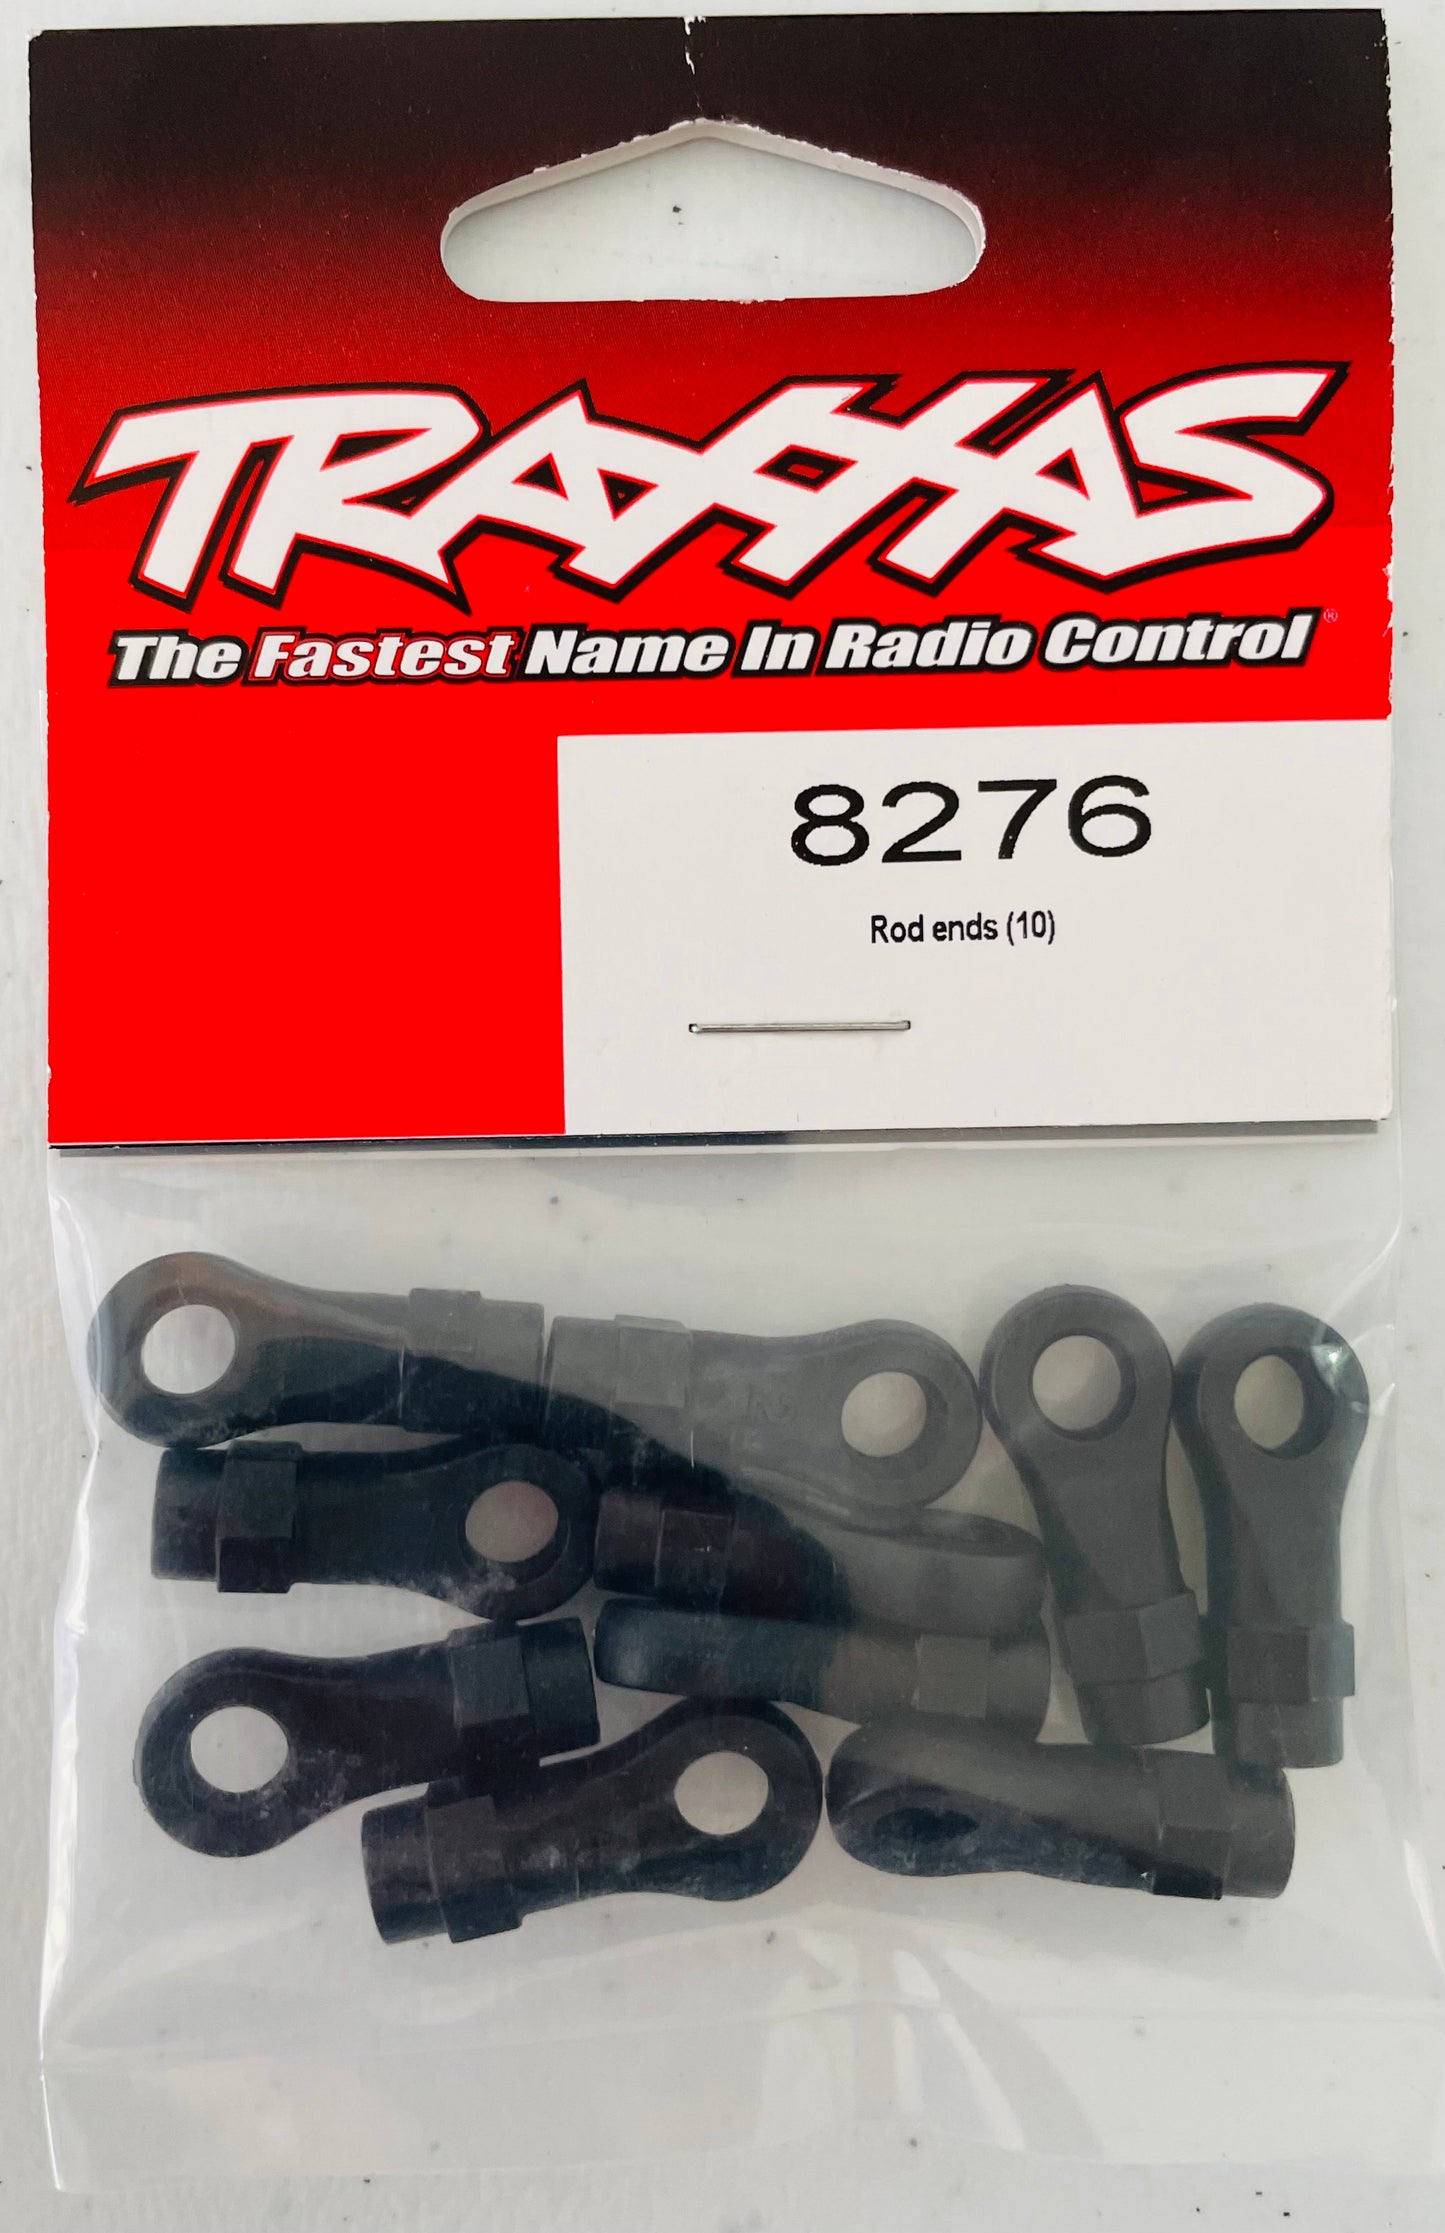 TRAXXAS
The Fastest Name In Radio Control®
8276
Rod ends (10)